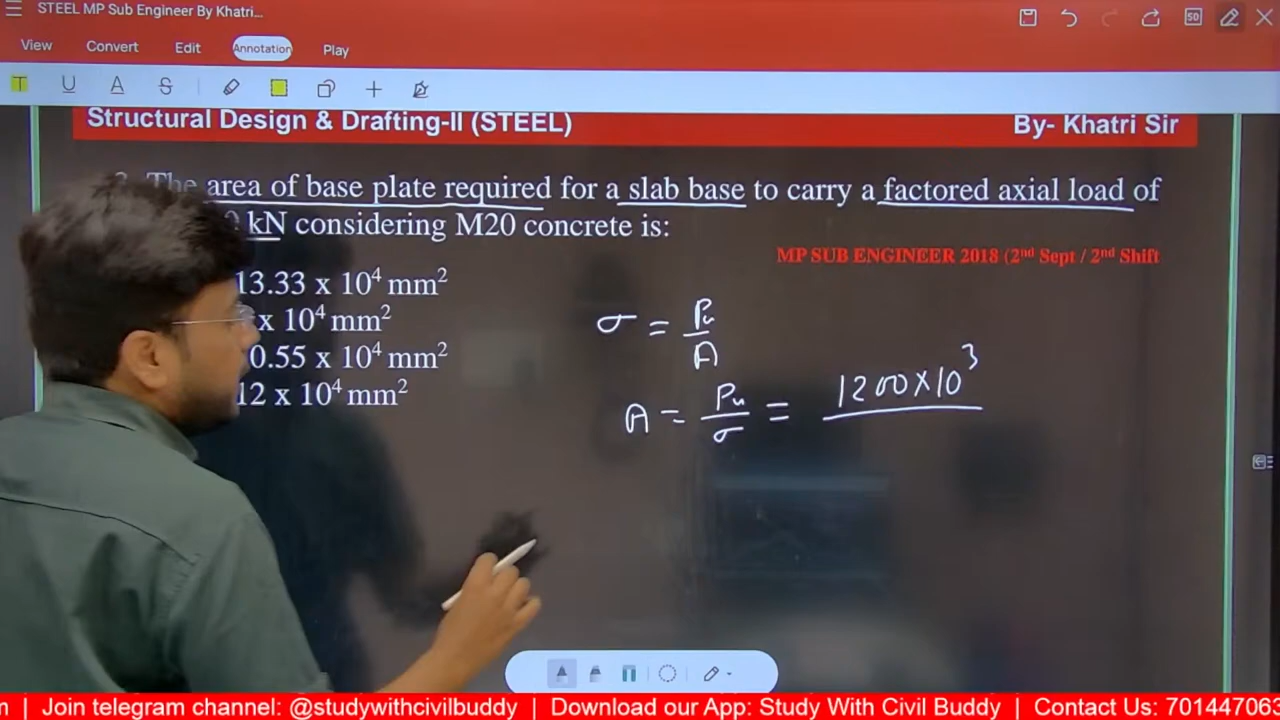 STEEL MP Sub Engineer By Khatri...
50
View Convert Edit Annotation Play
T U A S
Structural Design & Drafting-II (STEEL) By- Khatri Sir
The area of base plate required for a slab base to carry a factored axial load of
kN considering M20 concrete is:
MP SUB ENGINEER 2018 (2nd Sept / 2nd Shift
13.33 x 10⁴ mm²
x 10⁴ mm²
0.55 x 10⁴ mm²
12 x 10⁴ mm²
σ = Pu/A
A = Pu/σ = 1200×10³
Join telegram channel: @studywithcivilbuddy | Download our App: Study With Civil Buddy | Contact Us: 701447063